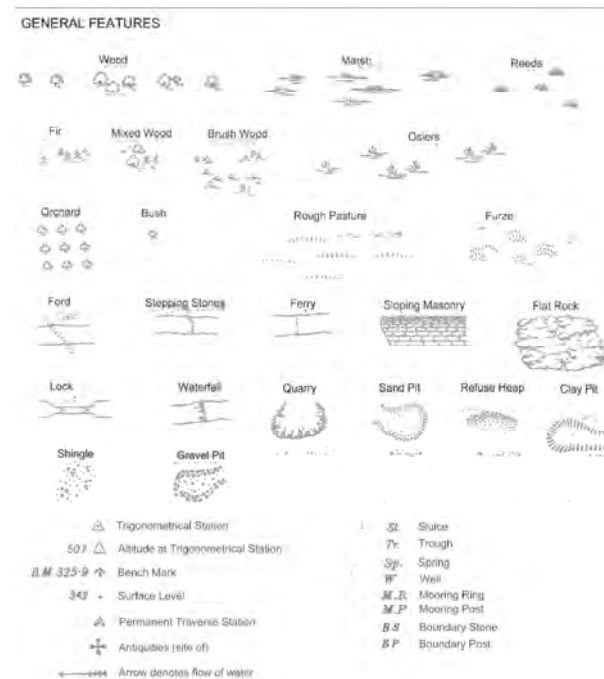 GENERAL FEATURES
Wood Marsh Reeds
Fir Mixed Wood Brush Wood Osiers
Orchard Bush Rough Pasture Furze
Ford Stepping Stones Ferry Sloping Masonry Flat Rock
Lock Waterfall Quarry Sand Pit Refuse Heap Clay Pit
Shingle Gravel Pit
Trigonometrical Station
507 Altitude at Trigonometrical Station
B.M 325·9 Bench Mark
342 + Surface Level
Permanent Traverse Station
Antiquities (site of)
Arrow denotes flow of water
Sl. Sluice
Tr. Trough
Sp. Spring
W Well
M.R Mooring Ring
M.P Mooring Post
B S Boundary Stone
B P Boundary Post